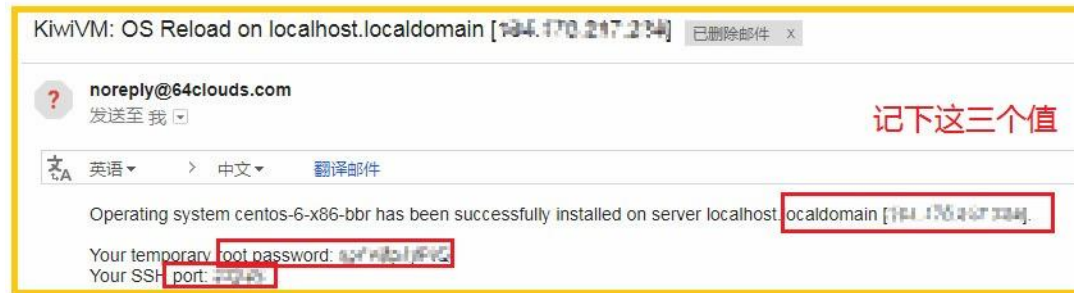 KiwiVM: OS Reload on localhost.localdomain [ ] 已删除邮件 x
? noreply@64clouds.com
发送至 我
记下这三个值
文A 英语 > 中文 翻译邮件
Operating system centos-6-x86-bbr has been successfully installed on server localhost.localdomain [ ].
Your temporary root password:
Your SSH port: